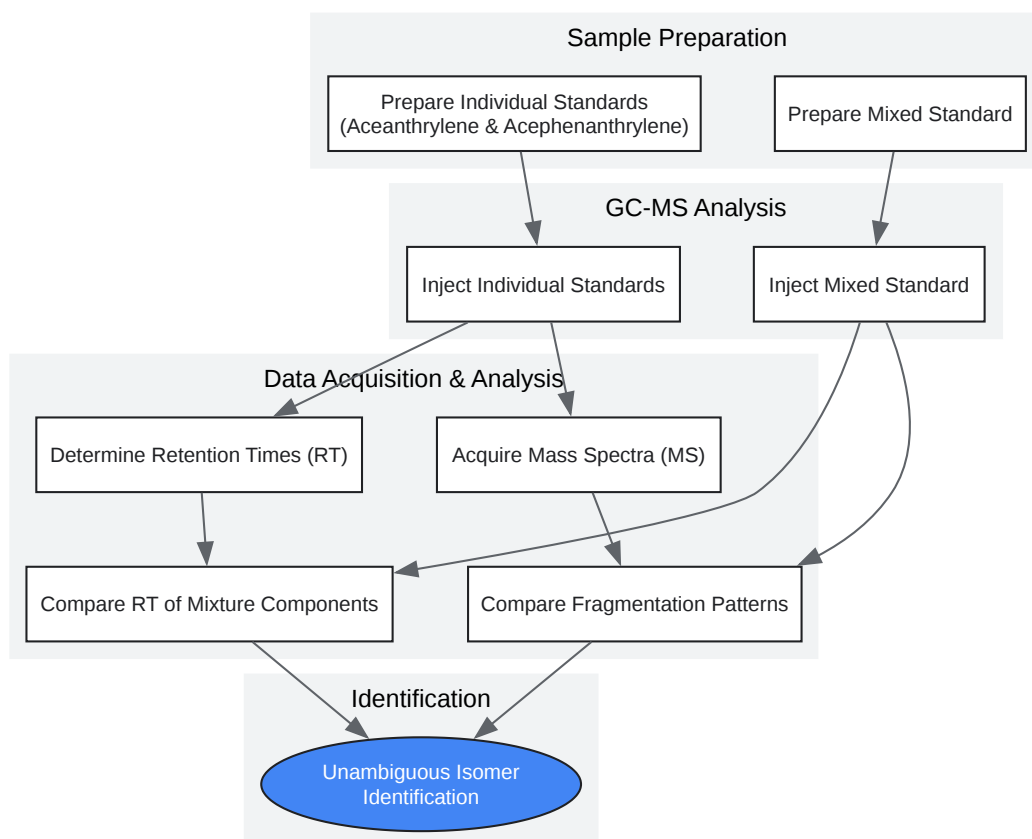 Sample Preparation
Prepare Individual Standards
(Aceanthrylene & Acephenanthrylene)
Prepare Mixed Standard
GC-MS Analysis
Inject Individual Standards
Inject Mixed Standard
Data Acquisition & Analysis
Determine Retention Times (RT)
Acquire Mass Spectra (MS)
Compare RT of Mixture Components
Compare Fragmentation Patterns
Identification
Unambiguous Isomer
Identification